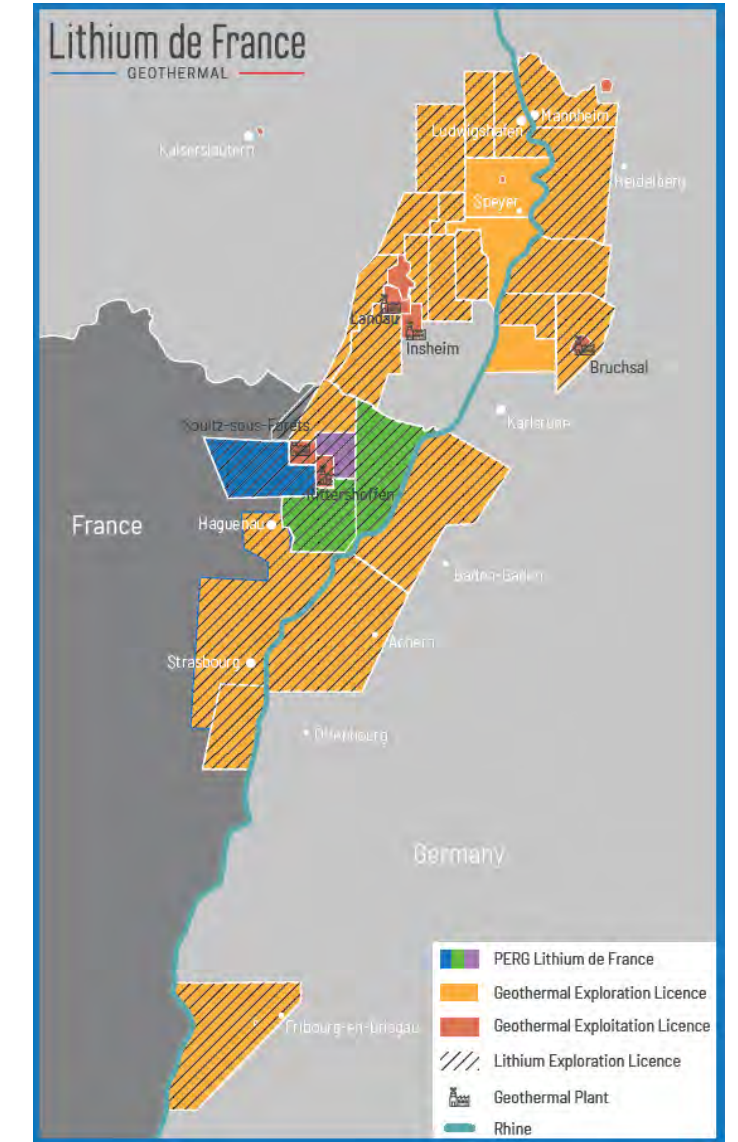 Lithium de France
GEOTHERMAL
Mannheim
Ludwigshafen
Kaiserslautern
Heidelberg
Speyer
Landau
Insheim
Bruchsal
Karlsruhe
Soultz-sous-Forêts
Rittershoffen
France
Haguenau
Baden-Baden
Achern
Strasbourg
Offenbourg
Germany
Fribourg-en-Brisgau
PERG Lithium de France
Geothermal Exploration Licence
Geothermal Exploitation Licence
Lithium Exploration Licence
Geothermal Plant
Rhine